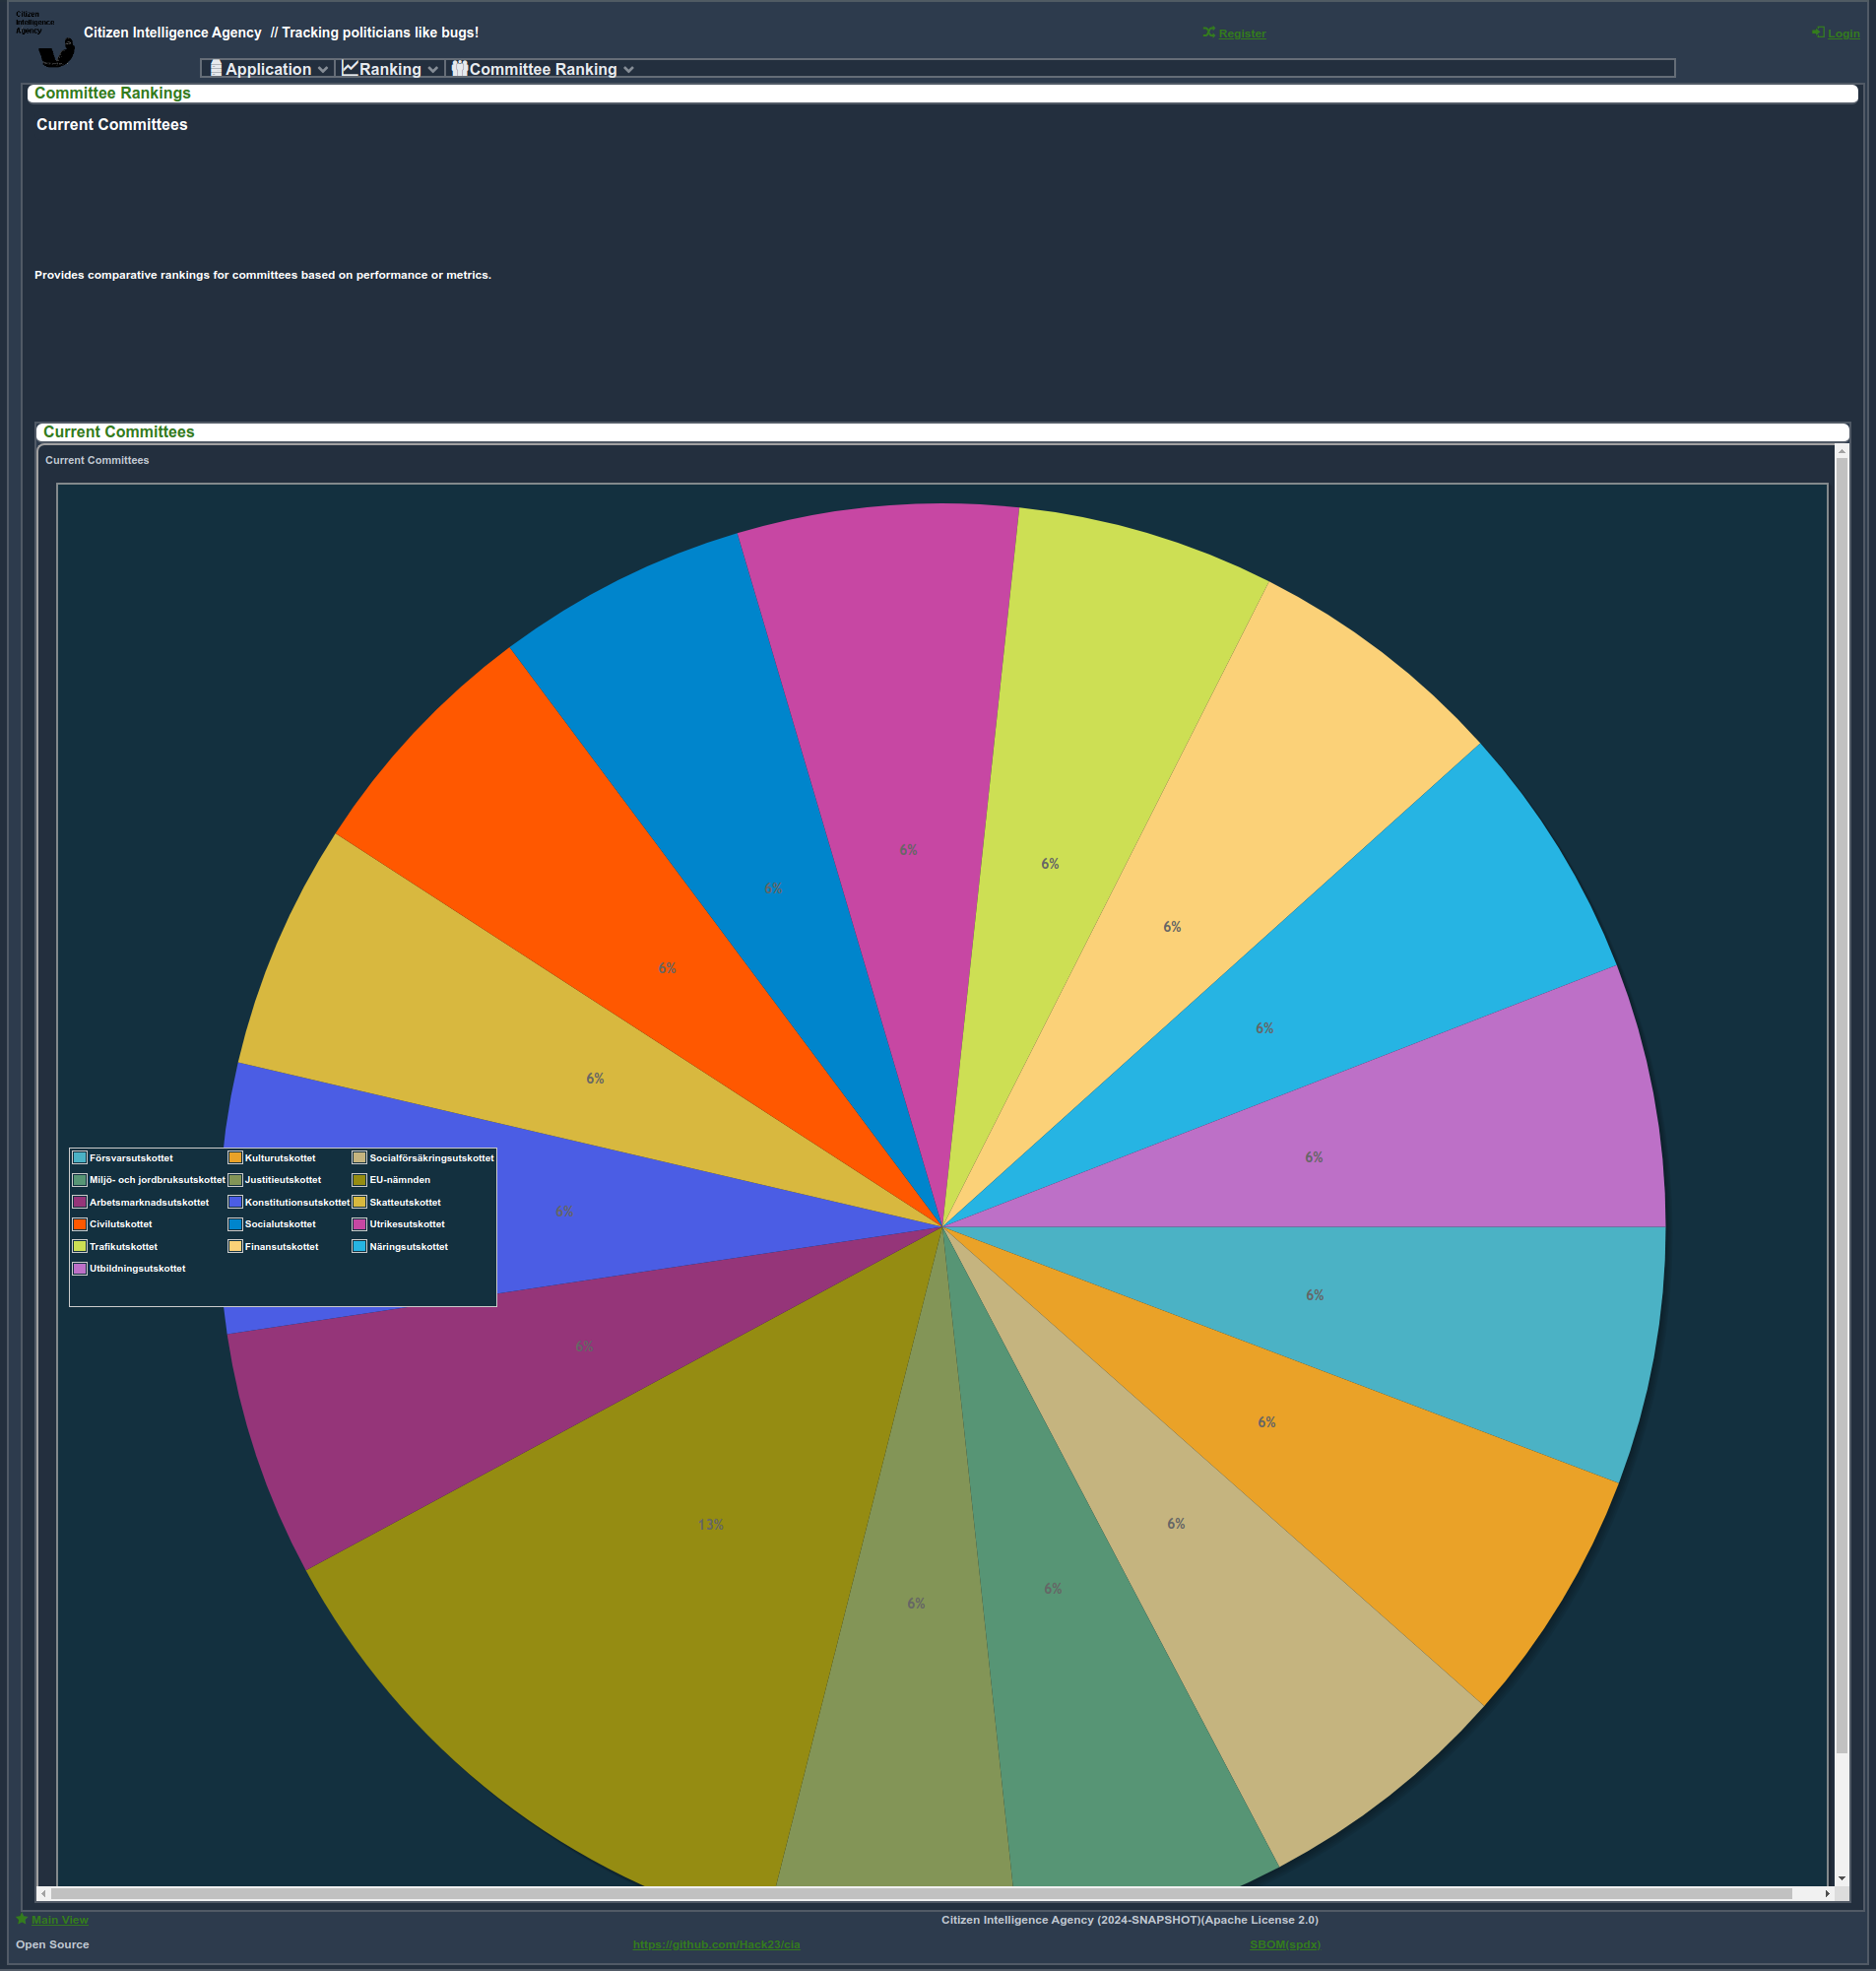 Citizen
Intelligence
Agency
Citizen Intelligence Agency // Tracking politicians like bugs!
Register
Login
Application
Ranking
Committee Ranking
Committee Rankings
Current Committees
Provides comparative rankings for committees based on performance or metrics.
Current Committees
Current Committees
6%
6%
6%
6%
6%
6%
6%
6%
6%
Försvarsutskottet Kulturutskottet Socialförsäkringsutskottet
Miljö- och jordbruksutskottet Justitieutskottet EU-nämnden
Arbetsmarknadsutskottet Konstitutionsutskottet Skatteutskottet
Civilutskottet Socialutskottet Utrikesutskottet
Trafikutskottet Finansutskottet Näringsutskottet
Utbildningsutskottet
6%
6%
6%
6%
6%
13%
6%
6%
Main View
Citizen Intelligence Agency (2024-SNAPSHOT)(Apache License 2.0)
Open Source
https://github.com/Hack23/cia
SBOM(spdx)